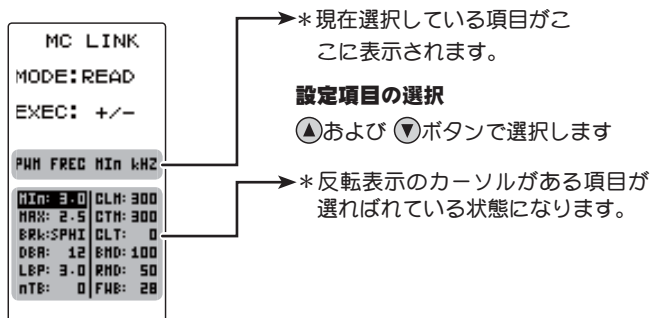 MC LINK
MODE:READ
EXEC: +/-
PWM FREC MIn kHZ
MIn: 3.0 CLM: 300
MAX: 2.5 CTM: 300
BRk:SPHI CLT: 0
DBA: 12 BMD: 100
LBP: 3.0 RMD: 50
nTB: 0 FWB: 28
*現在選択している項目がこ
こに表示されます。
設定項目の選択
▲および▼ボタンで選択します
*反転表示のカーソルがある項目が
選ればれている状態になります。